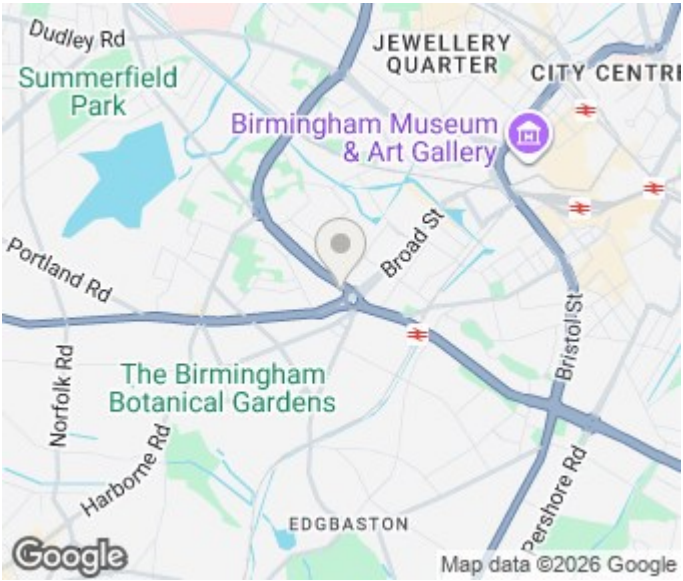 Dudley Rd
JEWELLERY
QUARTER
CITY CENTRE
Summerfield
Park
Birmingham Museum
& Art Gallery
Broad St
Portland Rd
Bristol St
Norfolk Rd
The Birmingham
Botanical Gardens
Harborne Rd
Pershore Rd
EDGBASTON
Google
Map data ©2026 Google